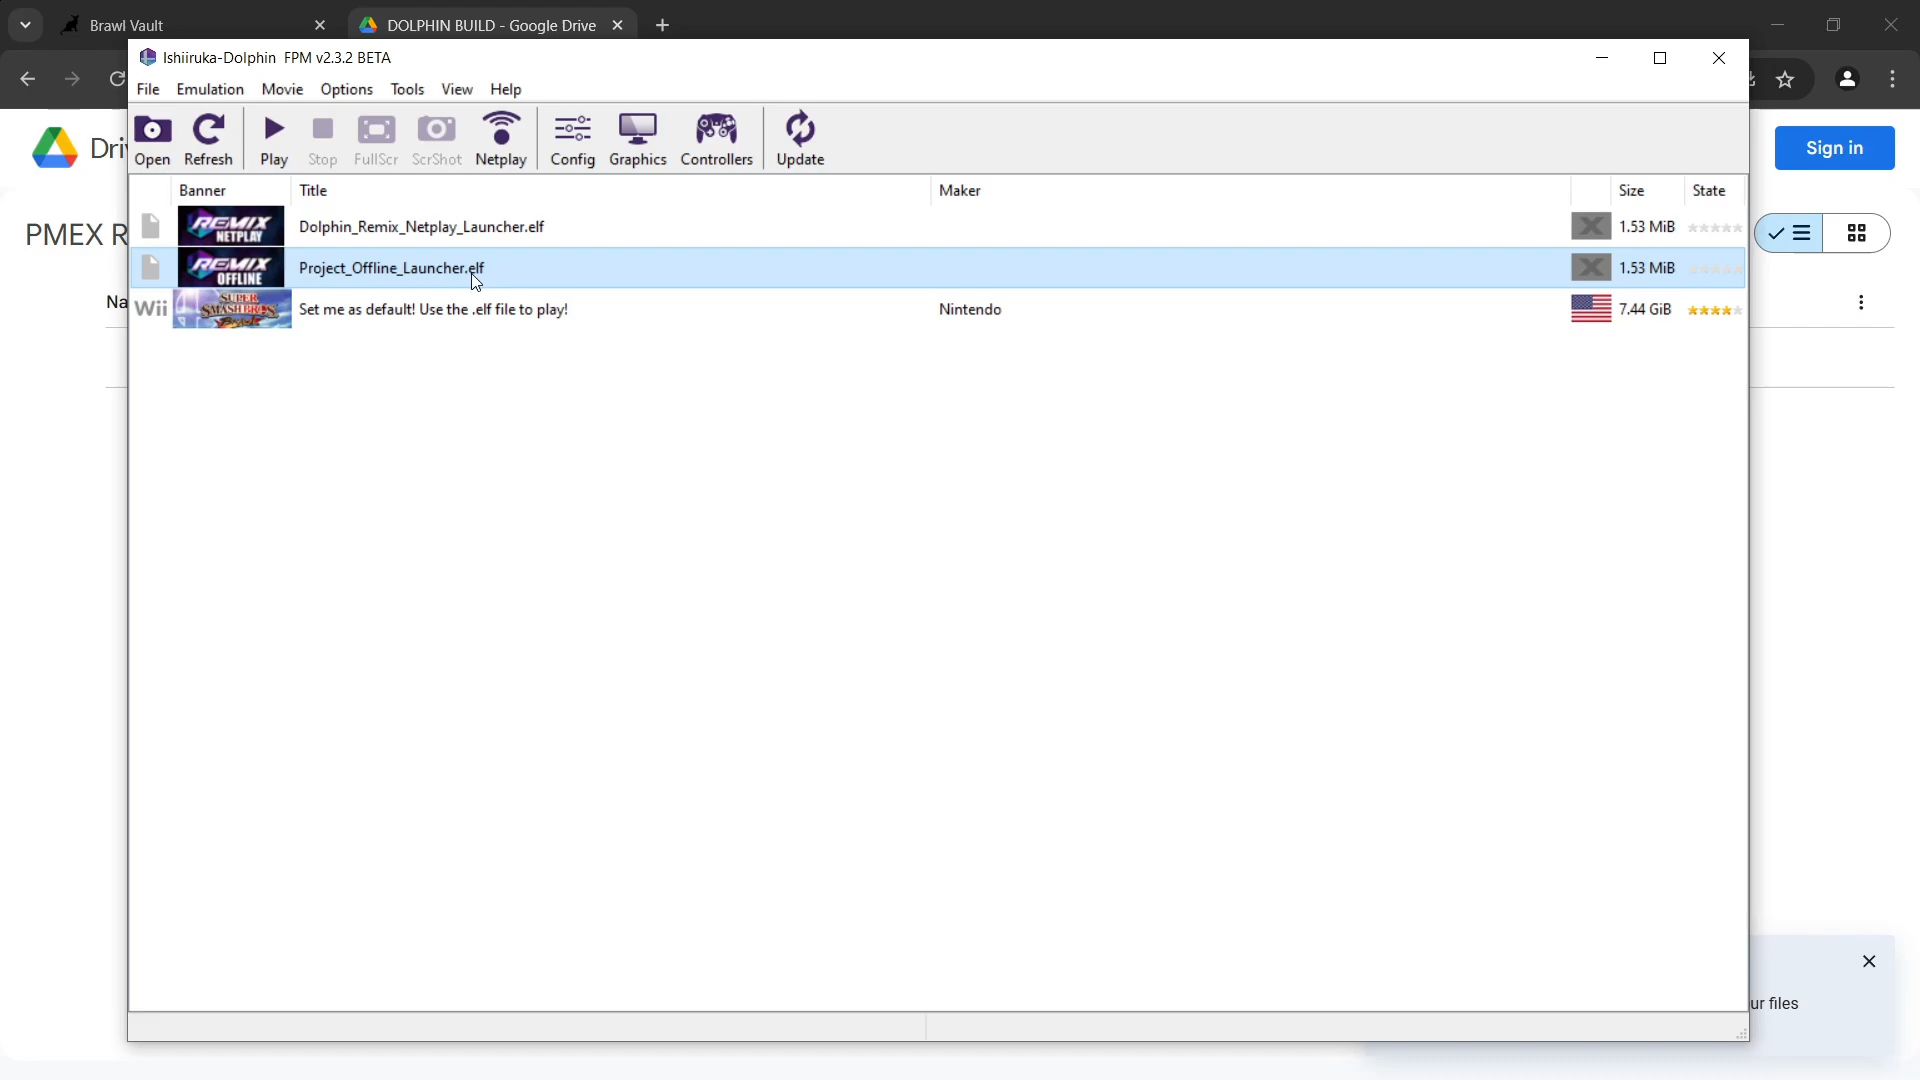 Brawl Vault
DOLPHIN BUILD - Google Drive
Ishiiruka-Dolphin FPM v2.3.2 BETA
File Emulation Movie Options Tools View Help
Open Refresh Play Stop FullScr ScrShot Netplay Config Graphics Controllers Update
Dri
Sign in
Banner Title Maker Size State
REMIX NETPLAY Dolphin_Remix_Netplay_Launcher.elf 1.53 MiB
PMEX R
REMIX OFFLINE Project_Offline_Launcher.elf 1.53 MiB
Na
Wii SUPER SMASH BROS. Brawl Set me as default! Use the .elf file to play! Nintendo 7.44 GiB
ur files